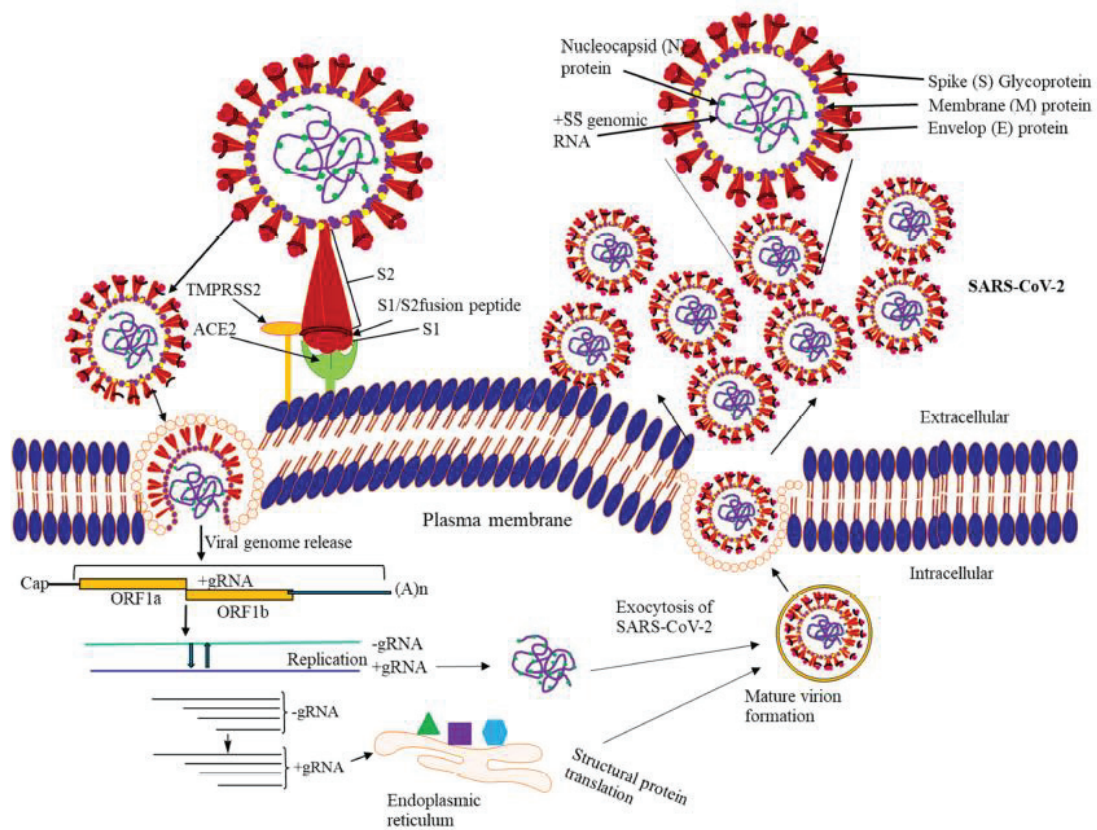 Nucleocapsid (N)
protein
+SS genomic
RNA
Spike (S) Glycoprotein
Membrane (M) protein
Envelop (E) protein
SARS-CoV-2
S2
TMPRSS2
S1/S2fusion peptide
ACE2
S1
Extracellular
Plasma membrane
Intracellular
Viral genome release
Cap
+gRNA
(A)n
ORF1a
ORF1b
-gRNA
Replication
+gRNA
Exocytosis of
SARS-CoV-2
Mature virion
formation
-gRNA
+gRNA
Structural protein
translation
Endoplasmic
reticulum